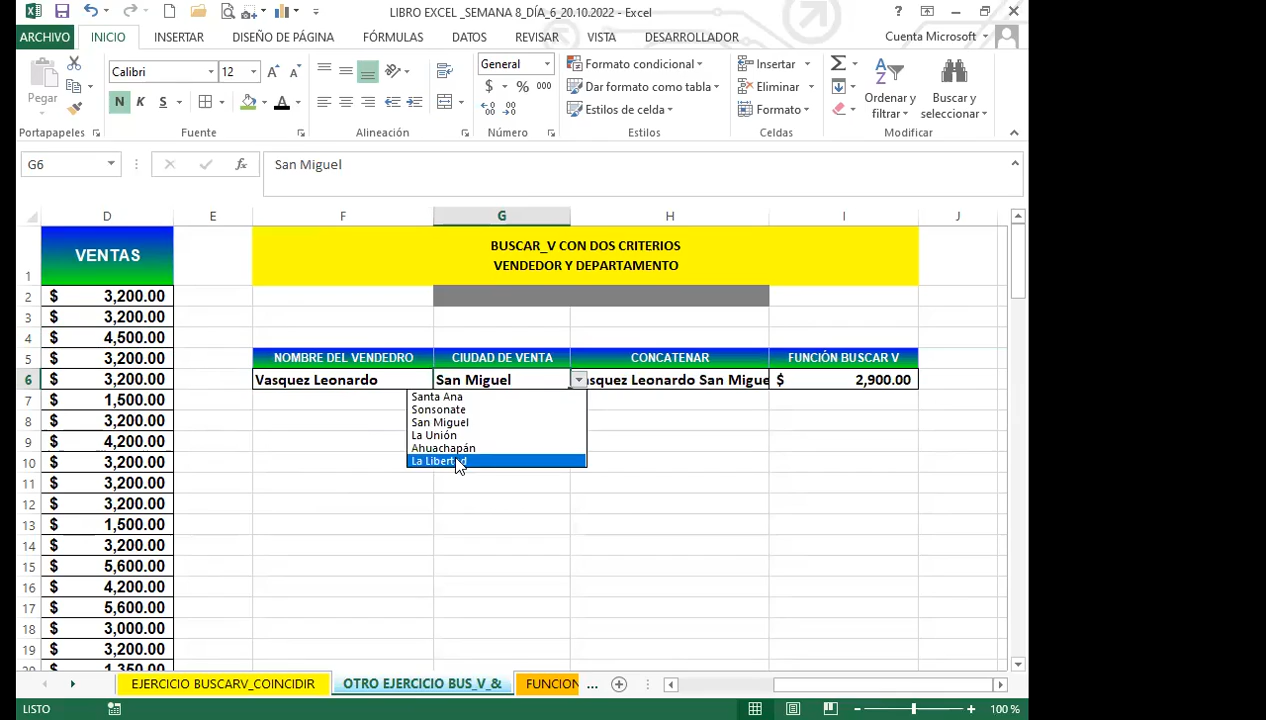 LIBRO EXCEL _SEMANA 8_DÍA_6_20.10.2022 - Excel
ARCHIVO INICIO INSERTAR DISEÑO DE PÁGINA FÓRMULAS DATOS REVISAR VISTA DESARROLLADOR Cuenta Microsoft
Pegar
Calibri 12
N K S
General
$ % 000
Formato condicional
Dar formato como tabla
Estilos de celda
Insertar
Eliminar
Formato
Ordenar y filtrar
Buscar y seleccionar
Portapapeles Fuente Alineación Número Estilos Celdas Modificar
G6 fx San Miguel
D E F G H I J
1 VENTAS BUSCAR_V CON DOS CRITERIOS
VENDEDOR Y DEPARTAMENTO
2 $ 3,200.00
3 $ 3,200.00
4 $ 4,500.00
5 $ 3,200.00 NOMBRE DEL VENDEDRO CIUDAD DE VENTA CONCATENAR FUNCIÓN BUSCAR V
6 $ 3,200.00 Vasquez Leonardo San Miguel Leonardo San $ 2,900.00
7 $ 1,500.00 Santa Ana
Sonsonate
8 $ 3,200.00 San Miguel
La Unión
9 $ 4,200.00 Ahuachapán
10 $ 3,200.00 La Libertad
11 $ 3,200.00
12 $ 3,200.00
13 $ 1,500.00
14 $ 3,200.00
15 $ 5,600.00
16 $ 4,200.00
17 $ 5,600.00
18 $ 3,000.00
19 $ 3,200.00
$ 1,350.00
EJERCICIO BUSCARV_COINCIDIR OTRO EJERCICIO BUS_V_& FUNCION ...
LISTO 100 %